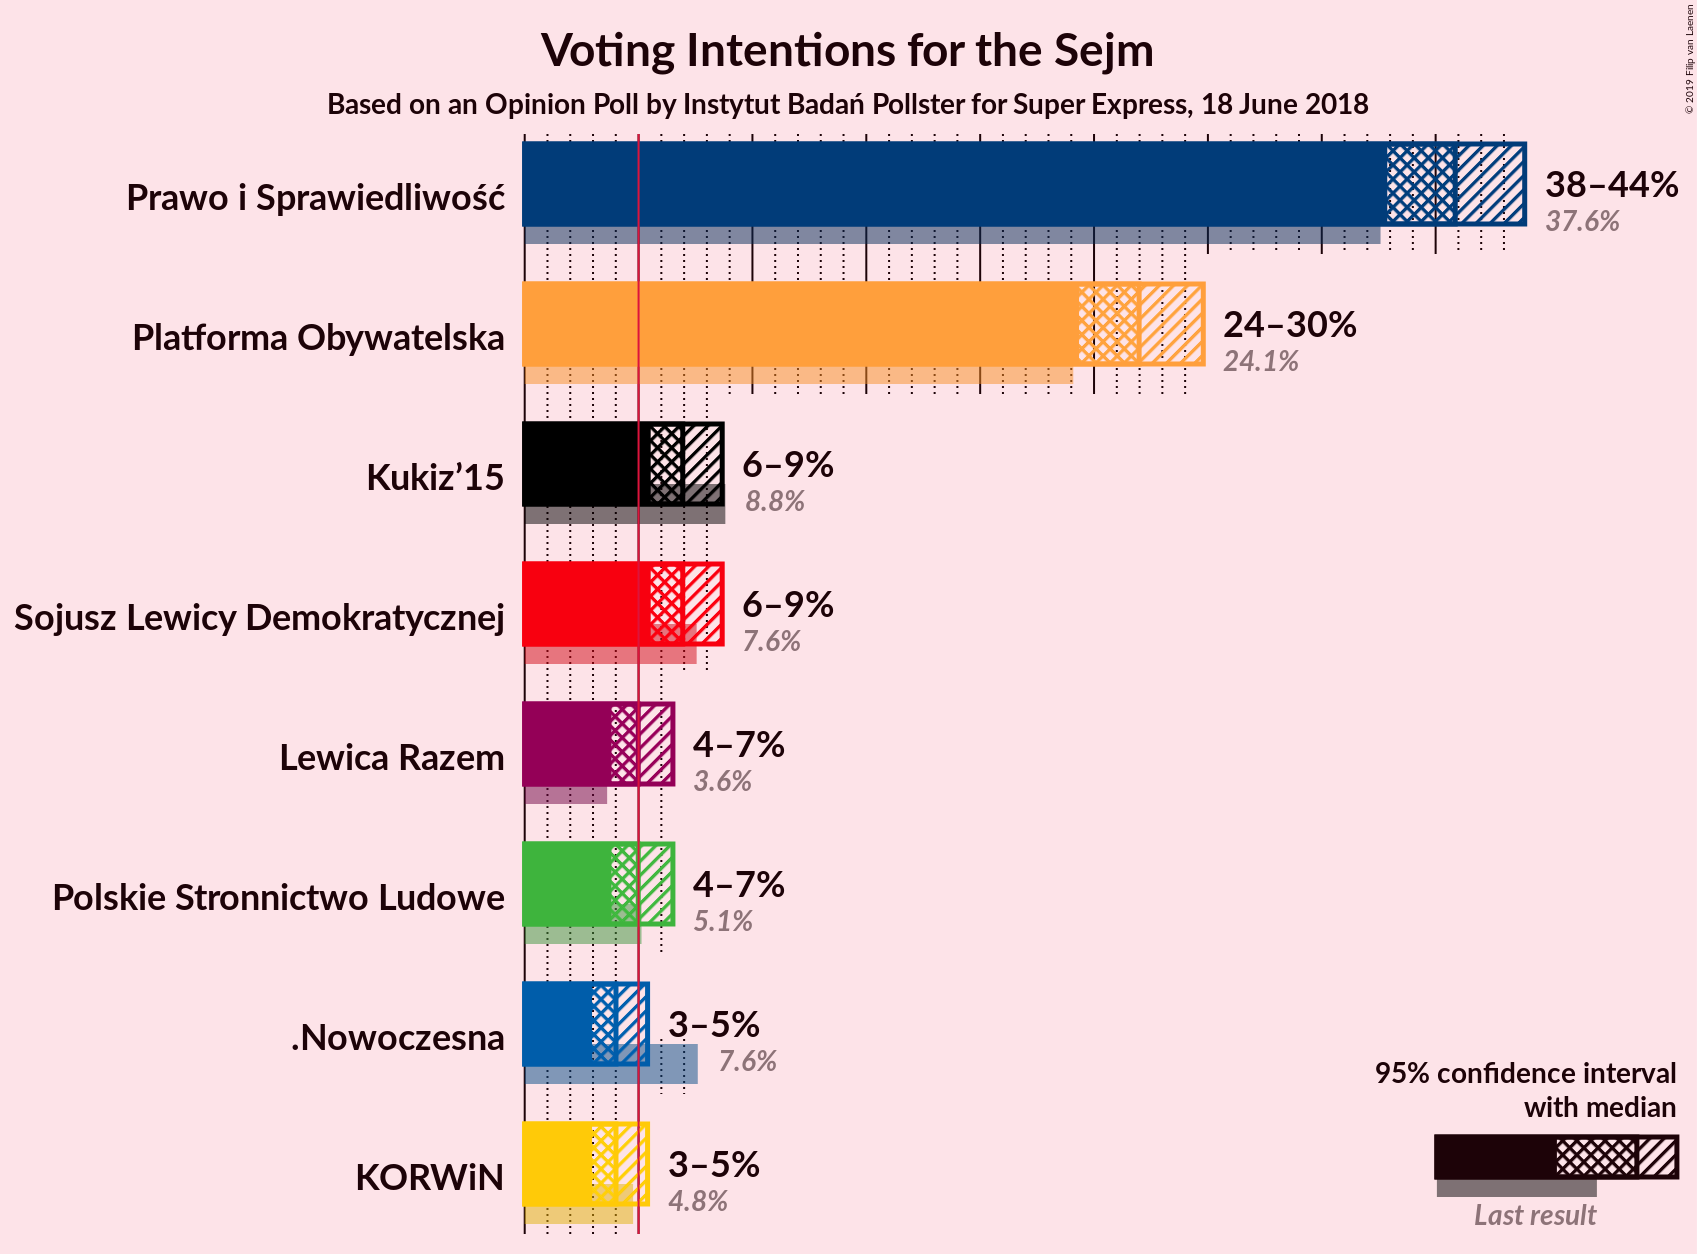 Voting Intentions for the Sejm
Based on an Opinion Poll by Instytut Badań Pollster for Super Express, 18 June 2018
© 2019 Filip van Laenen
Prawo i Sprawiedliwość
38–44%
37.6%
Platforma Obywatelska
24–30%
24.1%
Kukiz’15
6–9%
8.8%
Sojusz Lewicy Demokratycznej
6–9%
7.6%
Lewica Razem
4–7%
3.6%
Polskie Stronnictwo Ludowe
4–7%
5.1%
.Nowoczesna
3–5%
7.6%
KORWiN
3–5%
4.8%
95% confidence interval
with median
Last result